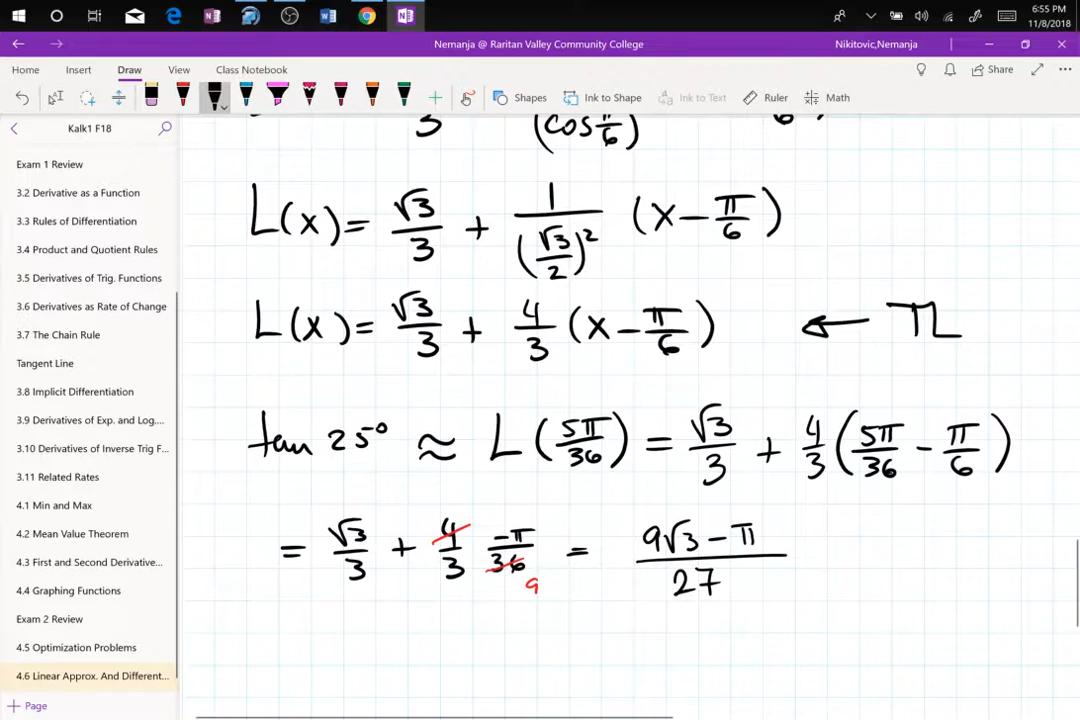 6:55 PM
11/8/2018
Nemanja @ Raritan Valley Community College
Nikitovic,Nemanja
Home Insert Draw View Class Notebook
Share
Shapes Ink to Shape Ink to Text Ruler Math
Kalk1 F18
Exam 1 Review
3.2 Derivative as a Function
3.3 Rules of Differentiation
3.4 Product and Quotient Rules
3.5 Derivatives of Trig. Functions
3.6 Derivatives as Rate of Change
3.7 The Chain Rule
Tangent Line
3.8 Implicit Differentiation
3.9 Derivatives of Exp. and Log....
3.10 Derivatives of Inverse Trig F...
3.11 Related Rates
4.1 Min and Max
4.2 Mean Value Theorem
4.3 First and Second Derivative...
4.4 Graphing Functions
Exam 2 Review
4.5 Optimization Problems
4.6 Linear Approx. And Different...
+ Page
3 (cos π/6) 6
L(x) = √3/3 + 1/(√3/2)² (x − π/6)
L(x) = √3/3 + 4/3 (x − π/6) ← TL
tan 25° ≈ L(5π/36) = √3/3 + 4/3 (5π/36 − π/6)
= √3/3 + 4/3 −π/36 = (9√3 − π)/27
9